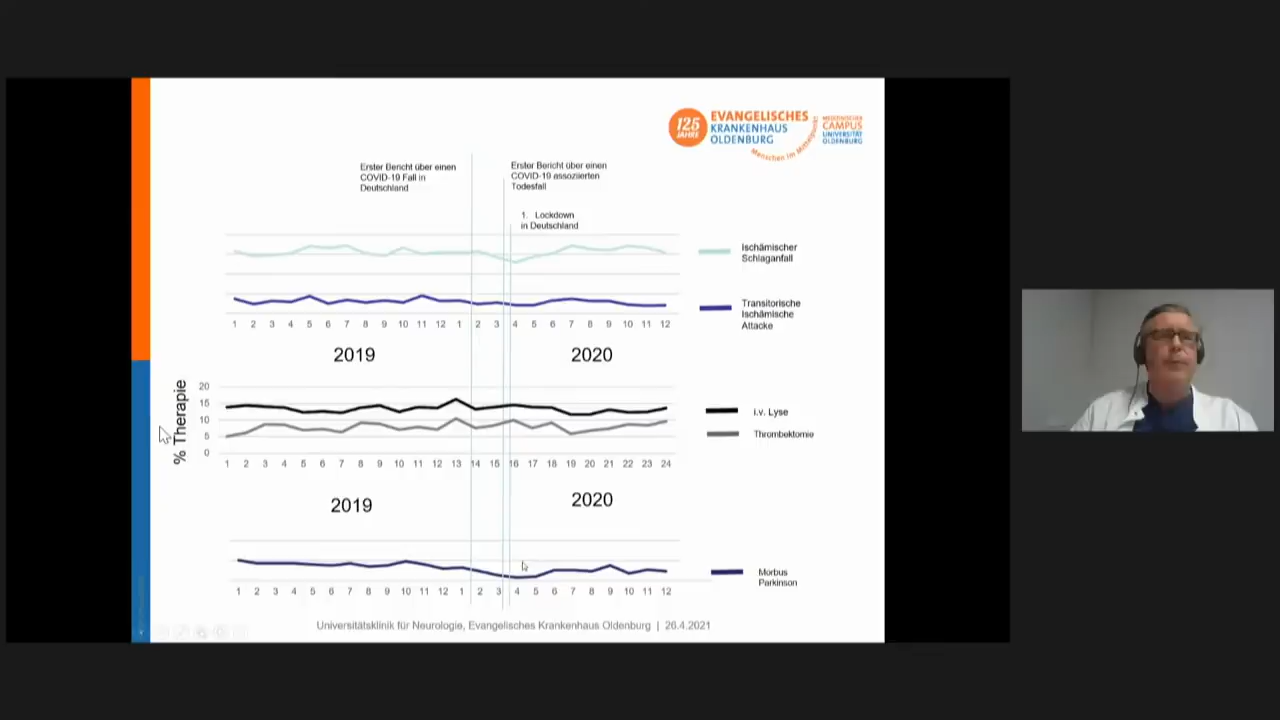 125
JAHRE
EVANGELISCHES
KRANKENHAUS
OLDENBURG
Menschen im Mittelpunkt
MEDIZINISCHER
CAMPUS
UNIVERSITÄT
OLDENBURG
Erster Bericht über einen
COVID-19 Fall in
Deutschland
Erster Bericht über einen
COVID-19 assoziierten
Todesfall
1. Lockdown
in Deutschland
Ischämischer
Schlaganfall
Transitorische
Ischämische
Attacke
1 2 3 4 5 6 7 8 9 10 11 12 1 2 3 4 5 6 7 8 9 10 11 12
2019 2020
% Therapie
20
15
10
5
0
i.v. Lyse
Thrombektomie
1 2 3 4 5 6 7 8 9 10 11 12 13 14 15 16 17 18 19 20 21 22 23 24
2019 2020
Morbus
Parkinson
1 2 3 4 5 6 7 8 9 10 11 12 1 2 3 4 5 6 7 8 9 10 11 12
Universitätsklinik für Neurologie, Evangelisches Krankenhaus Oldenburg | 26.4.2021